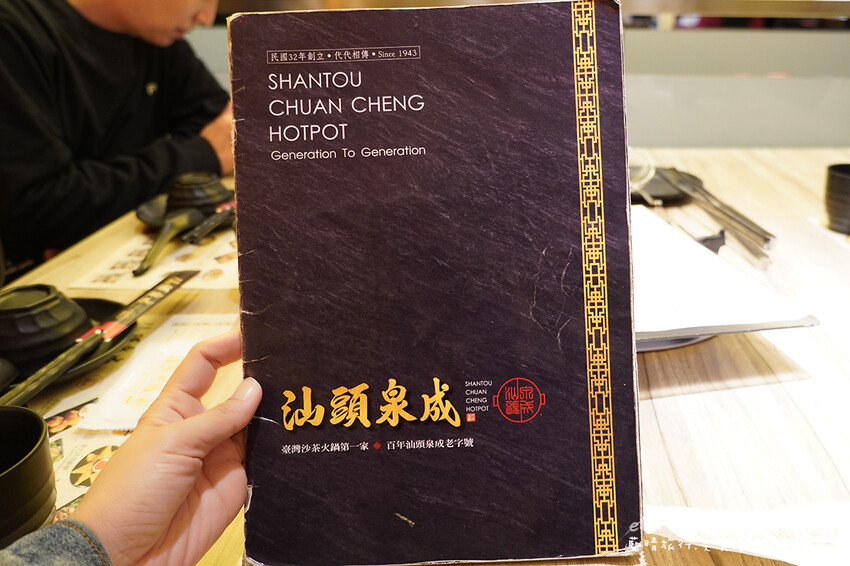 民國32年創立•代代相傳•Since 1943
SHANTOU
CHUAN CHENG
HOTPOT
Generation To Generation
汕頭泉成
SHANTOU
CHUAN
CHENG
HOTPOT
臺灣沙茶火鍋第一家◆百年汕頭泉成老字號